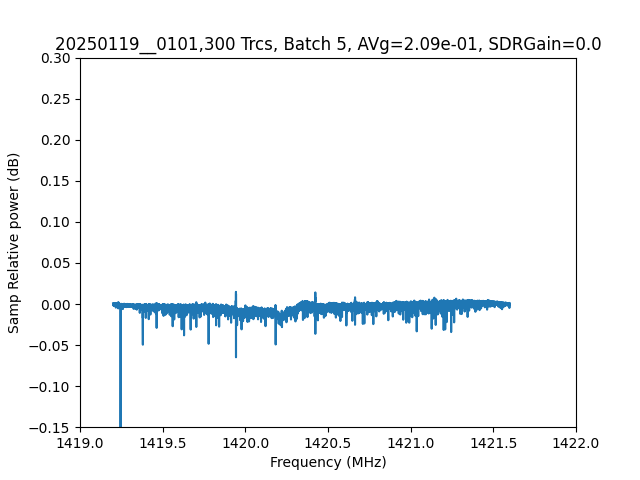 20250119__0101,300 Trcs, Batch 5, AVg=2.09e-01, SDRGain=0.0
0.30
0.25
0.20
0.15
0.10
0.05
0.00
−0.05
−0.10
−0.15
Samp Relative power (dB)
1419.0 1419.5 1420.0 1420.5 1421.0 1421.5 1422.0
Frequency (MHz)